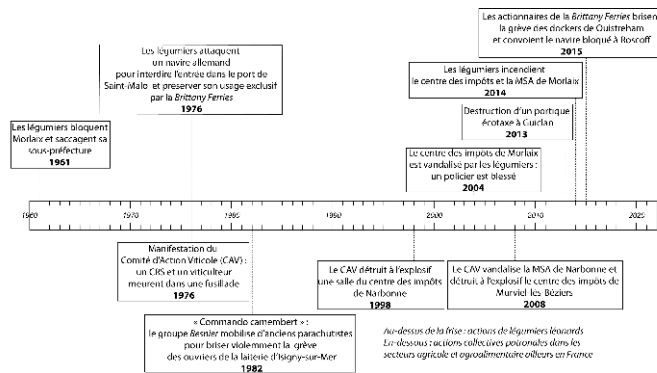 Les actionnaires de la Brittany Ferries brisent
la grève des dockers de Ouistreham
et convoient le navire bloqué à Roscoff
2015
Les légumiers attaquent
un navire allemand
pour interdire l'entrée dans le port de
Saint-Malo et préserver son usage exclusif
par la Brittany Ferries
1976
Les légumiers incendient
le centre des impôts et la MSA de Morlaix
2014
Destruction d'un portique
écotaxe à Guiclan
2013
Les légumiers bloquent
Morlaix et saccagent sa
sous-préfecture
1961
Le centre des impôts de Morlaix
est vandalisé par les légumiers :
un policier est blessé
2004
1960
1970
1985
1990
2000
2015
2025
Manifestation du
Comité d'Action Viticole (CAV) :
un CRS et un viticulteur
meurent dans une fusillade
1976
Le CAV détruit à l'explosif
une salle du centre des impôts
de Narbonne
1998
Le CAV vandalise la MSA de Narbonne et
détruit à l'explosif le centre des impôts de
Murviel-lès-Béziers
2008
« Commando camembert » :
le groupe Besnier mobilise d'anciens parachutistes
pour briser violemment la grève
des ouvriers de la laiterie d'Isigny-sur-Mer
1982
Au-dessus de la frise : actions de légumiers léonards
En-dessous : actions collectives patronales dans les
secteurs agricole et agroalimentaire ailleurs en France